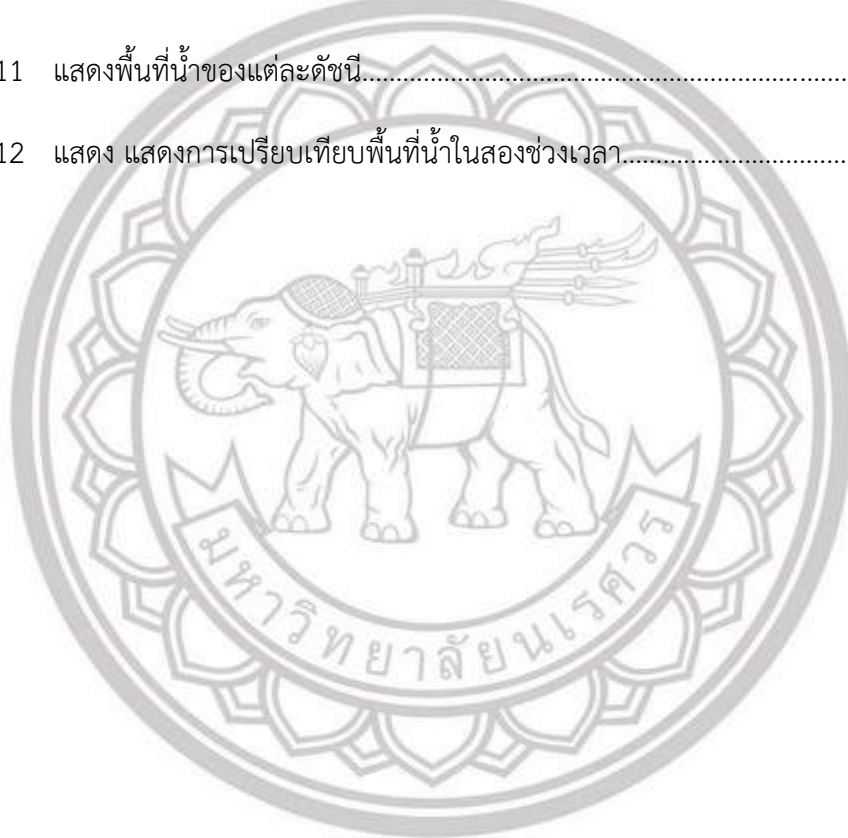 11 แสดงพื้นที่น้ำของแต่ละดัชนี................................................................................
12 แสดง แสดงการเปรียบเทียบพื้นที่น้ำในสองช่วงเวลา.....................................
มหาวิทยาลัยนเรศวร